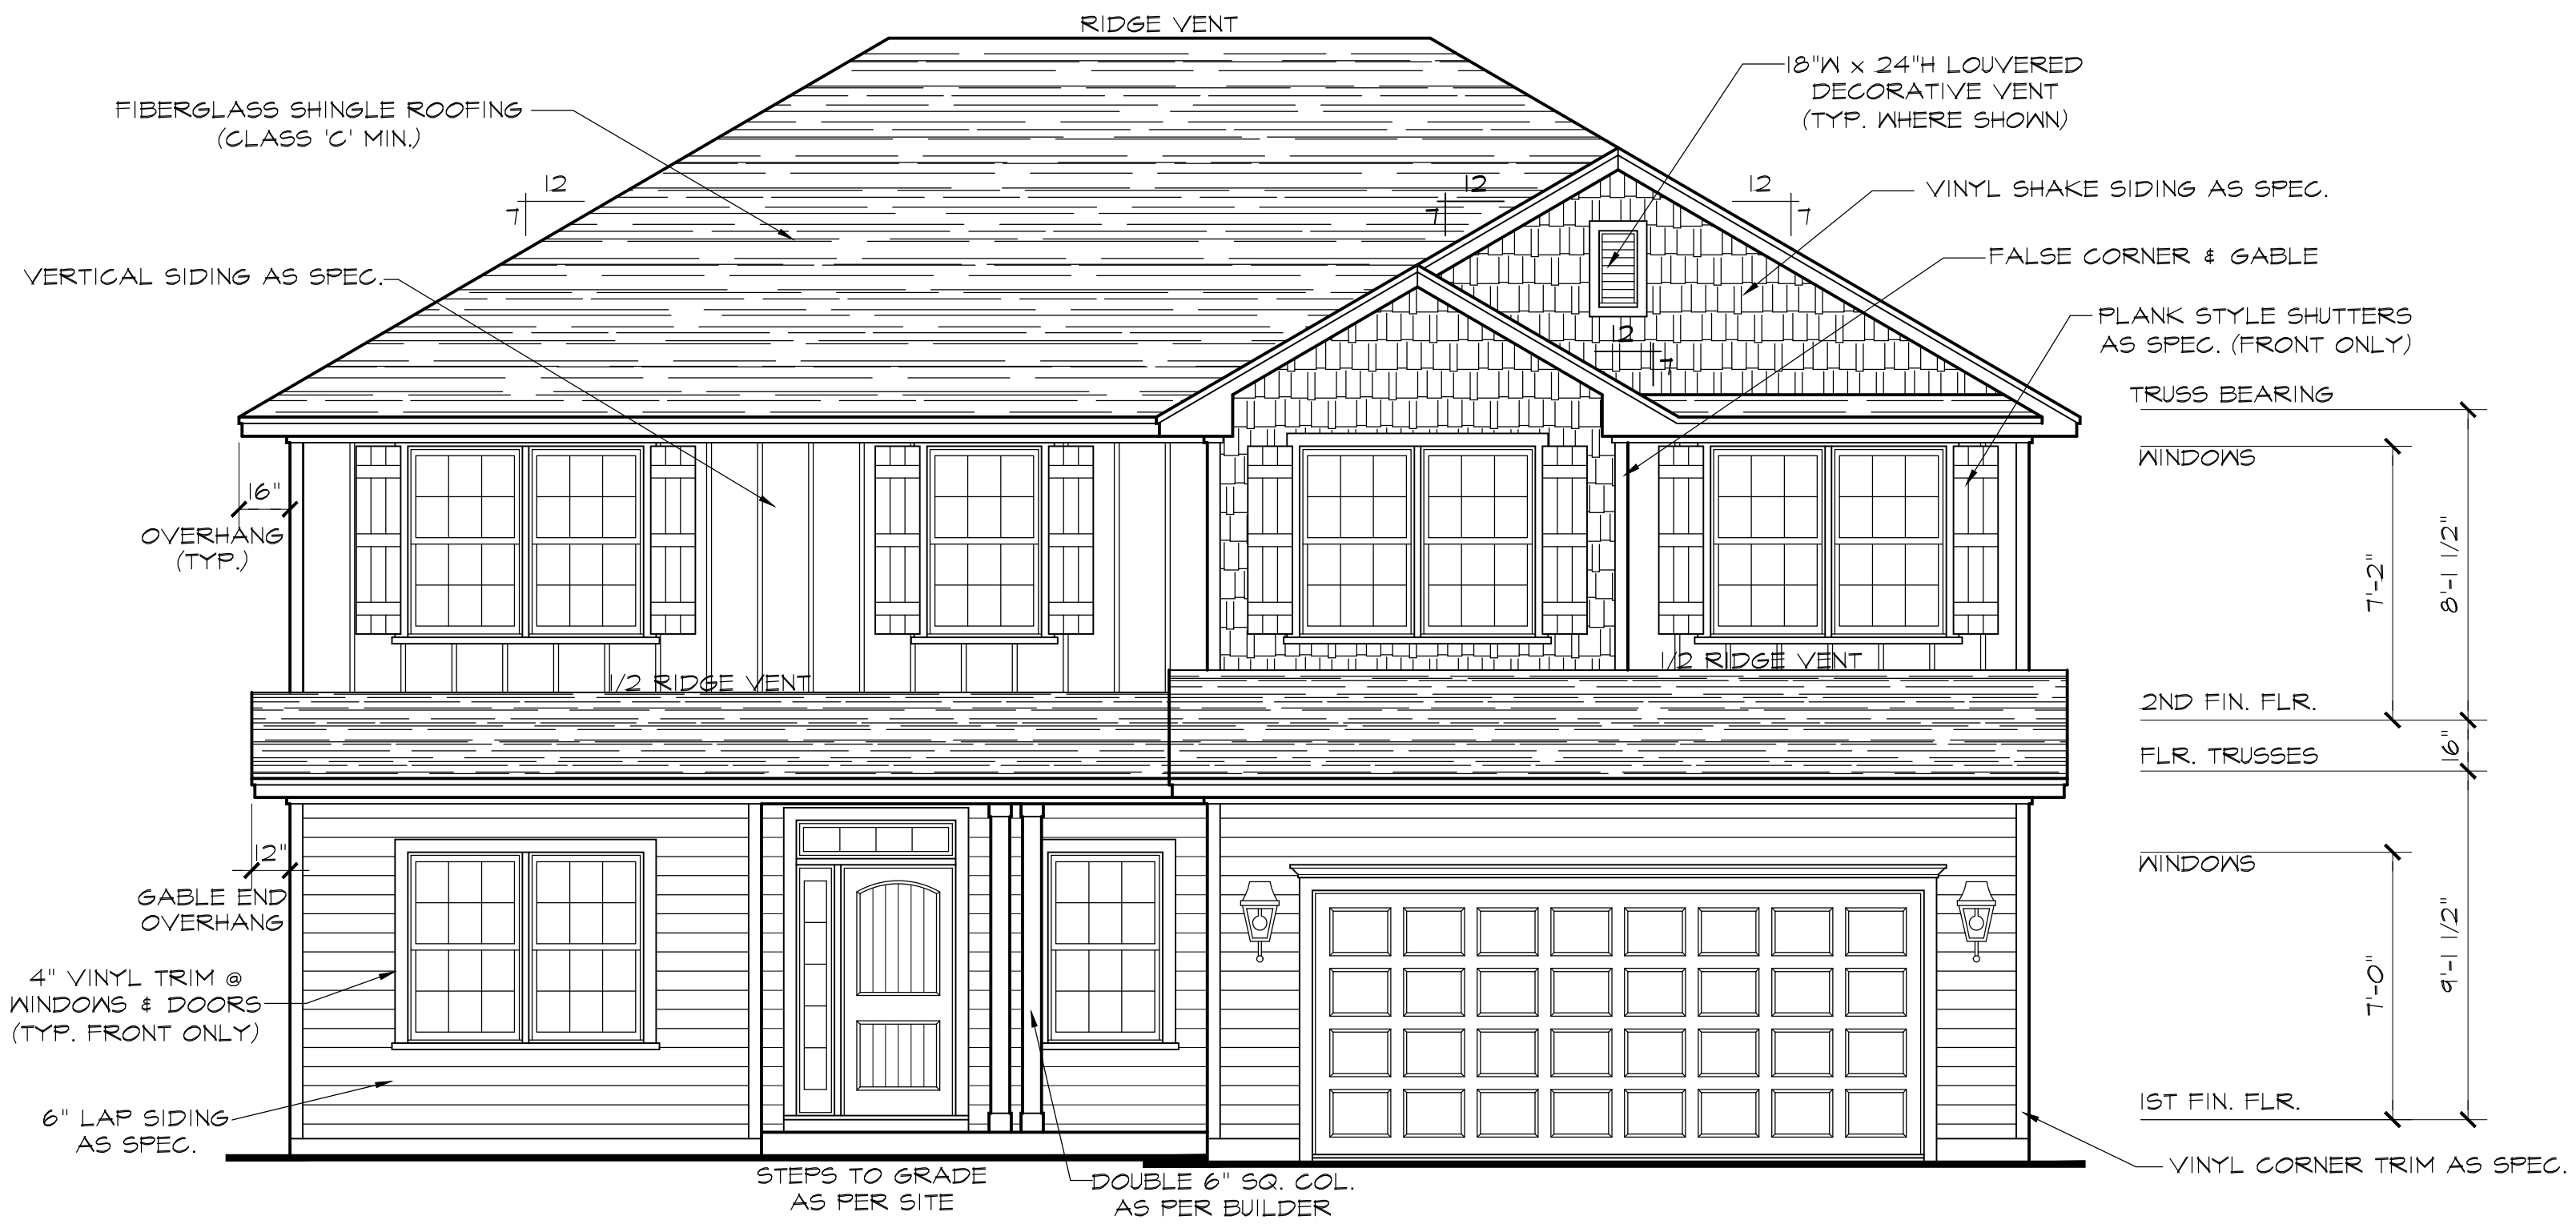 RIDGE VENT
18"W x 24"H LOUVERED
DECORATIVE VENT
(TYP. WHERE SHOWN)
FIBERGLASS SHINGLE ROOFING
(CLASS 'C' MIN.)
12
7
12
7
12
7
VINYL SHAKE SIDING AS SPEC.
FALSE CORNER & GABLE
VERTICAL SIDING AS SPEC.
PLANK STYLE SHUTTERS
AS SPEC. (FRONT ONLY)
12
7
TRUSS BEARING
WINDOWS
16"
OVERHANG
(TYP.)
7'-2"
8'-1 1/2"
1/2 RIDGE VENT
1/2 RIDGE VENT
2ND FIN. FLR.
16"
FLR. TRUSSES
12"
GABLE END
OVERHANG
WINDOWS
7'-0"
9'-1 1/2"
4" VINYL TRIM @
WINDOWS & DOORS
(TYP. FRONT ONLY)
6" LAP SIDING
AS SPEC.
1ST FIN. FLR.
STEPS TO GRADE
AS PER SITE
DOUBLE 6" SQ. COL.
AS PER BUILDER
VINYL CORNER TRIM AS SPEC.